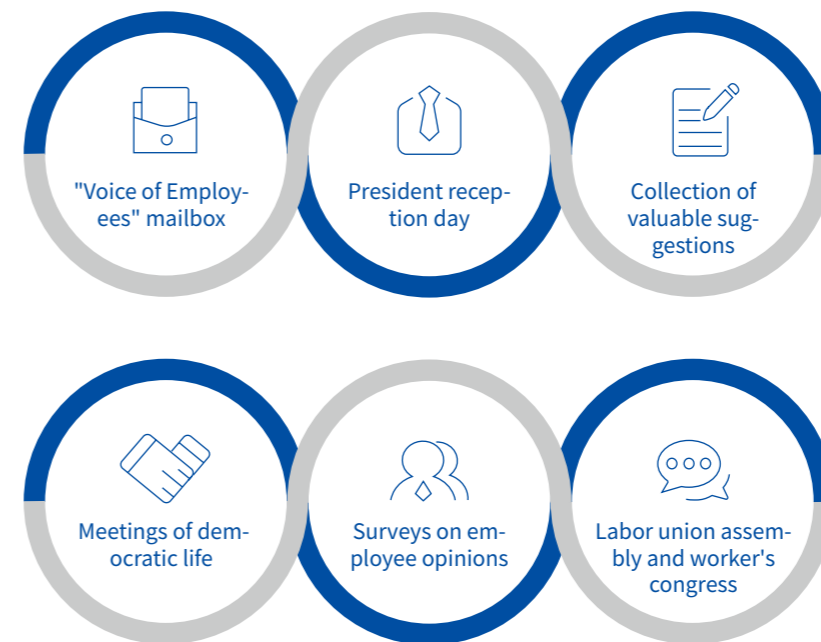 "Voice of Employ-
ees" mailbox
President recep-
tion day
Collection of
valuable sug-
gestions
Meetings of dem-
ocratic life
Surveys on em-
ployee opinions
Labor union assem-
bly and worker's
congress